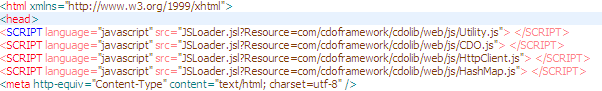 <html xmlns="http://www.w3.org/1999/xhtml">
<head>
<SCRIPT language="javascript" src="JSLoader.jsl?Resource=com/cdoframework/cdolib/web/js/Utility.js"> </SCRIPT>
<SCRIPT language="javascript" src="JSLoader.jsl?Resource=com/cdoframework/cdolib/web/js/CDO.js"> </SCRIPT>
<SCRIPT language="javascript" src="JSLoader.jsl?Resource=com/cdoframework/cdolib/web/js/HttpClient.js"> </SCRIPT>
<SCRIPT language="javascript" src="JSLoader.jsl?Resource=com/cdoframework/cdolib/web/js/HashMap.js"> </SCRIPT>
<meta http-equiv="Content-Type" content="text/html; charset=utf-8" />